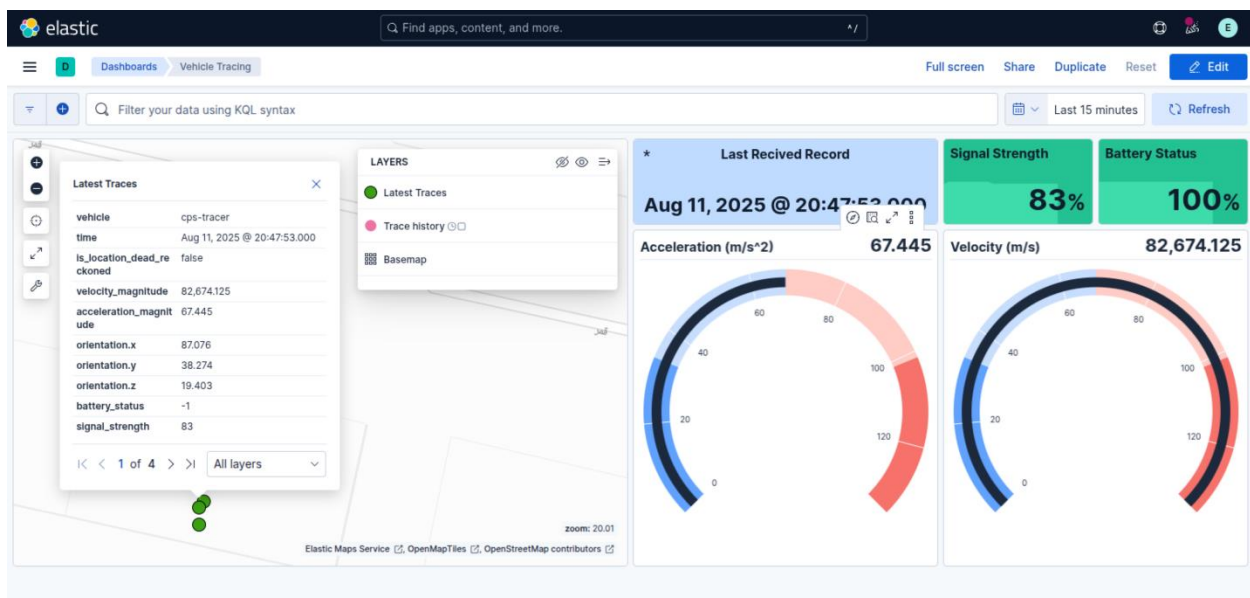 elastic
Find apps, content, and more.
^/
E
D
Dashboards
Vehicle Tracing
Full screen
Share
Duplicate
Reset
Edit
Filter your data using KQL syntax
Last 15 minutes
Refresh
Latest Traces
vehicle cps-tracer
time Aug 11, 2025 @ 20:47:53.000
is_location_dead_re false
ckoned
velocity_magnitude 82,674.125
acceleration_magnit 67.445
ude
orientation.x 87.076
orientation.y 38.274
orientation.z 19.403
battery_status -1
signal_strength 83
1 of 4
All layers
LAYERS
Latest Traces
Trace history
Basemap
zoom: 20.01
Elastic Maps Service, OpenMapTiles, OpenStreetMap contributors
* Last Recived Record
Aug 11, 2025 @ 20:47:53.000
Signal Strength
83%
Battery Status
100%
Acceleration (m/s^2) 67.445
0
20
40
60
80
100
120
Velocity (m/s) 82,674.125
0
20
40
60
80
100
120